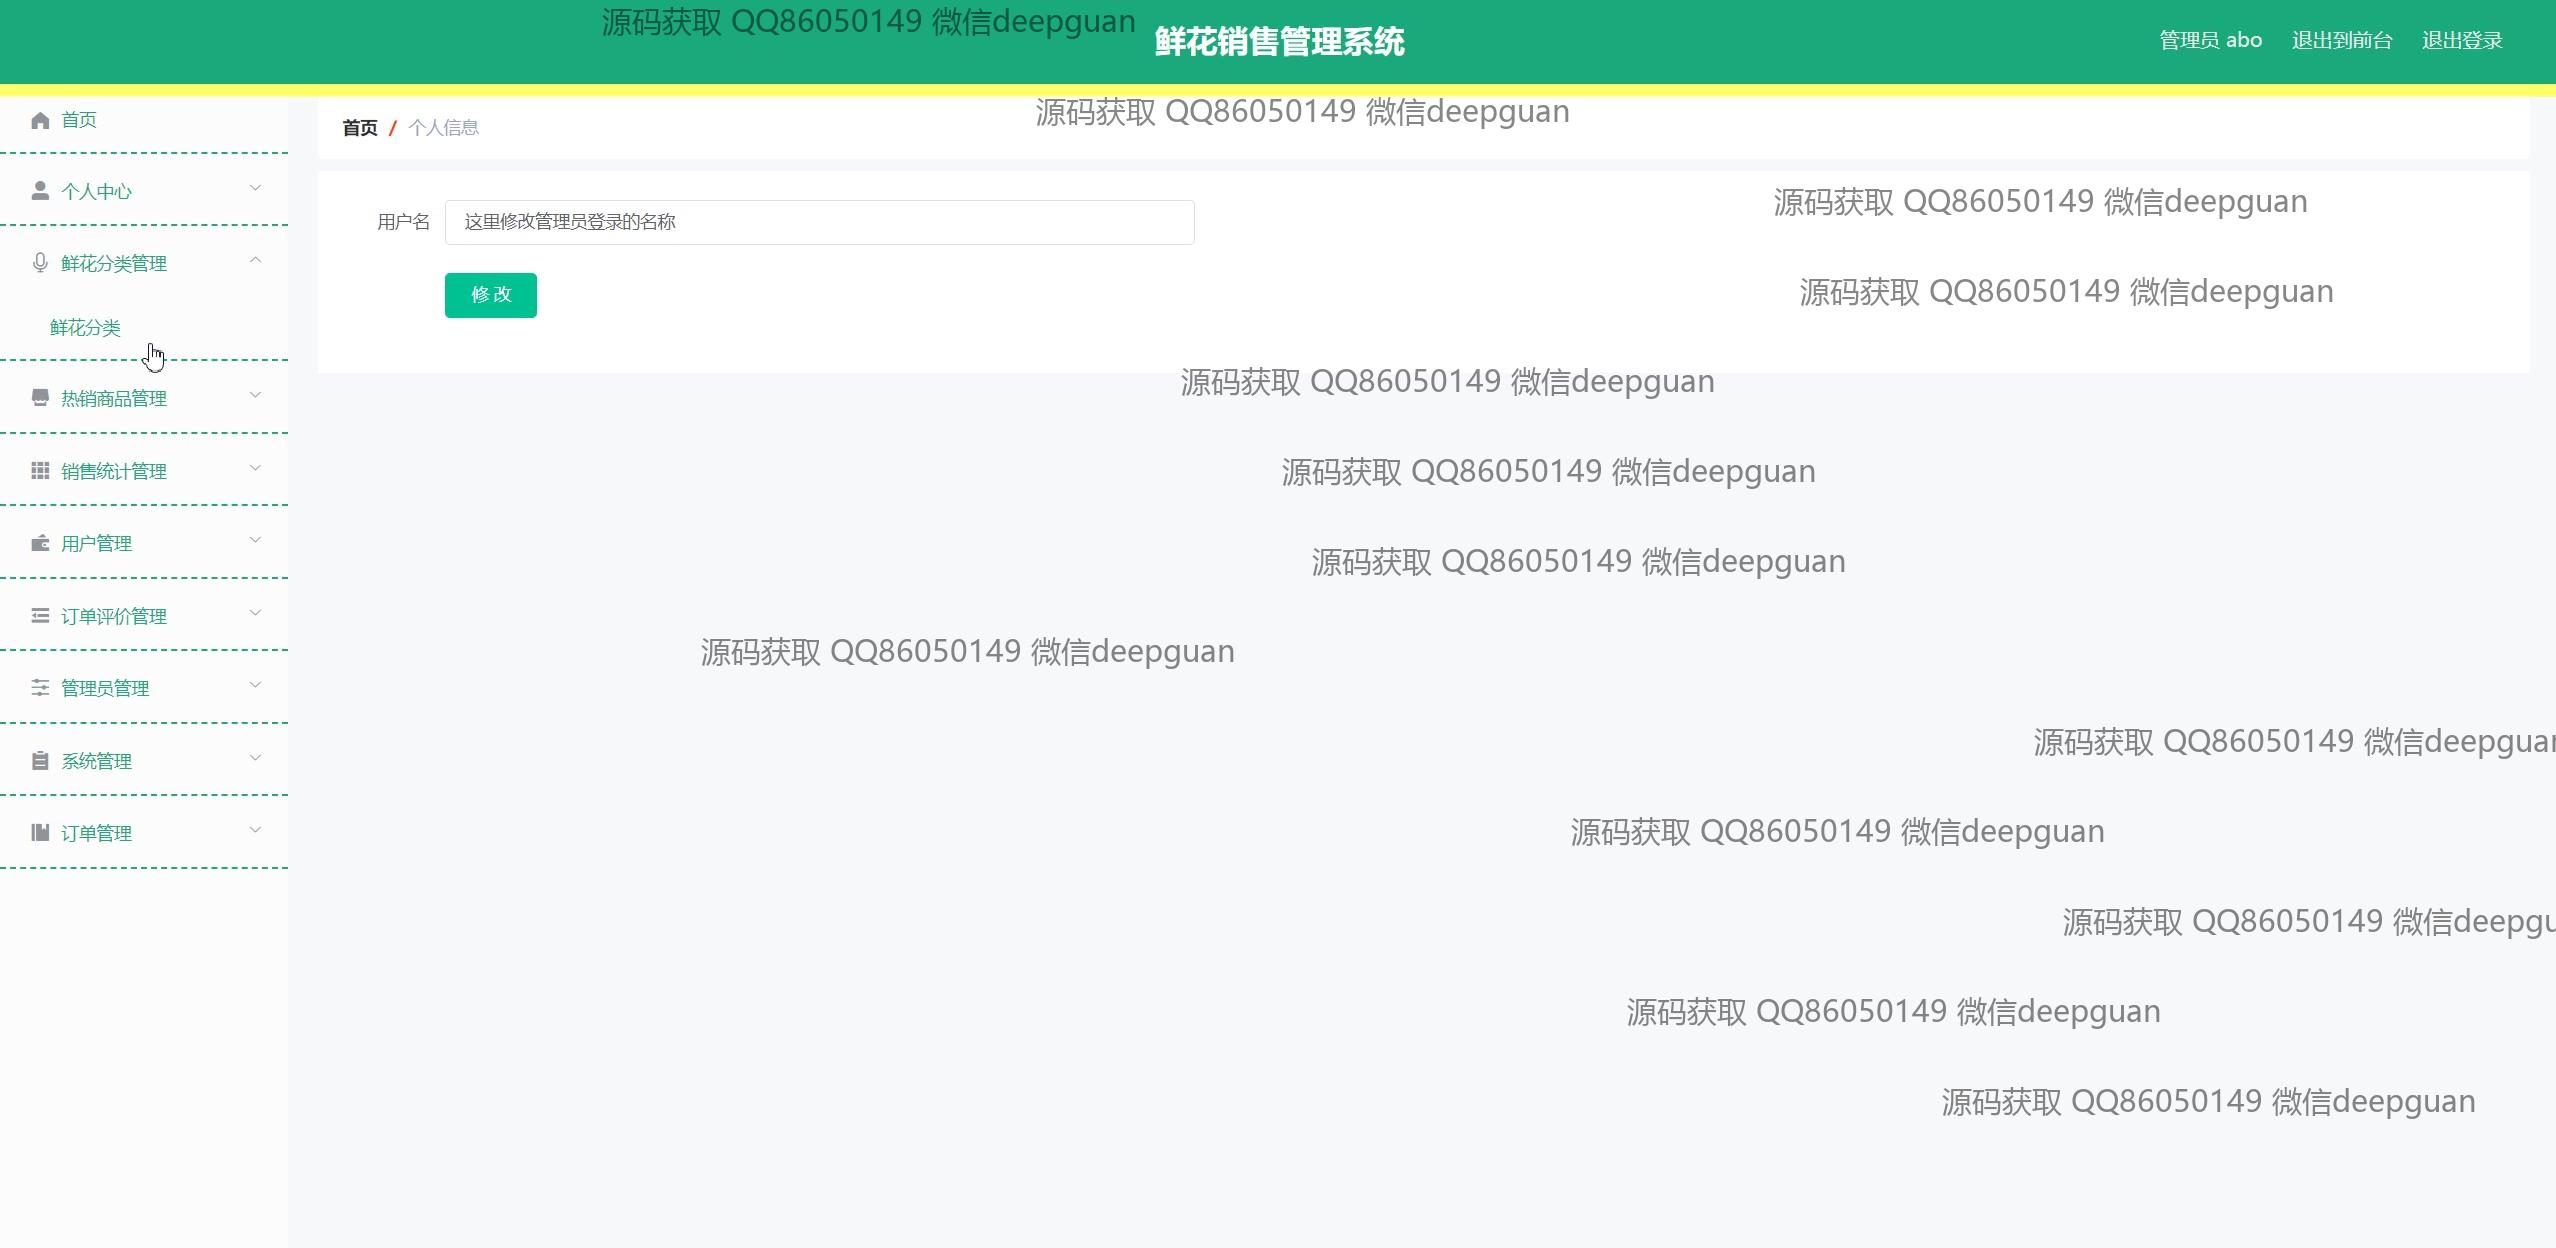 源码获取 QQ86050149 微信deepguan
鲜花销售管理系统
管理员 abo 退出到前台 退出登录
源码获取 QQ86050149 微信deepguan
首页
首页 / 个人信息
个人中心
源码获取 QQ86050149 微信deepguan
用户名 这里修改管理员登录的名称
鲜花分类管理
修改
源码获取 QQ86050149 微信deepguan
鲜花分类
源码获取 QQ86050149 微信deepguan
热销商品管理
源码获取 QQ86050149 微信deepguan
销售统计管理
用户管理
源码获取 QQ86050149 微信deepguan
订单评价管理
源码获取 QQ86050149 微信deepguan
管理员管理
源码获取 QQ86050149 微信deepguan
系统管理
源码获取 QQ86050149 微信deepguan
订单管理
源码获取 QQ86050149 微信deepgu
源码获取 QQ86050149 微信deepguan
源码获取 QQ86050149 微信deepguan